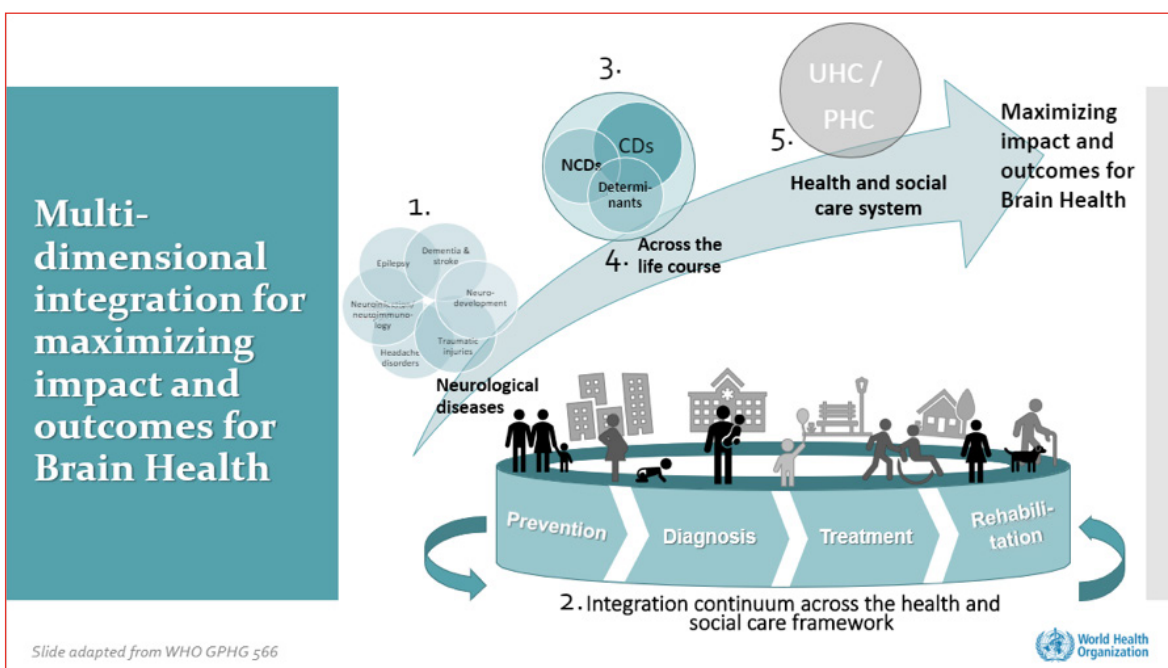 Multi-
dimensional
integration for
maximizing
impact and
outcomes for
Brain Health
1.
Epilepsy
Dementia &
stroke
Neuro-
development
Traumatic
injuries
Headache
disorders
neutoimmuno-
logy
Neurological
diseases
3.
CDs
NCDs
Determi-
nants
4. Across the
life course
5.
UHC /
PHC
Health and social
care system
Maximizing
impact and
outcomes for
Brain Health
Prevention
Diagnosis
Treatment
Rehabili-
tation
2. Integration continuum across the health and
social care framework
Slide adapted from WHO GPHG 566
World Health
Organization